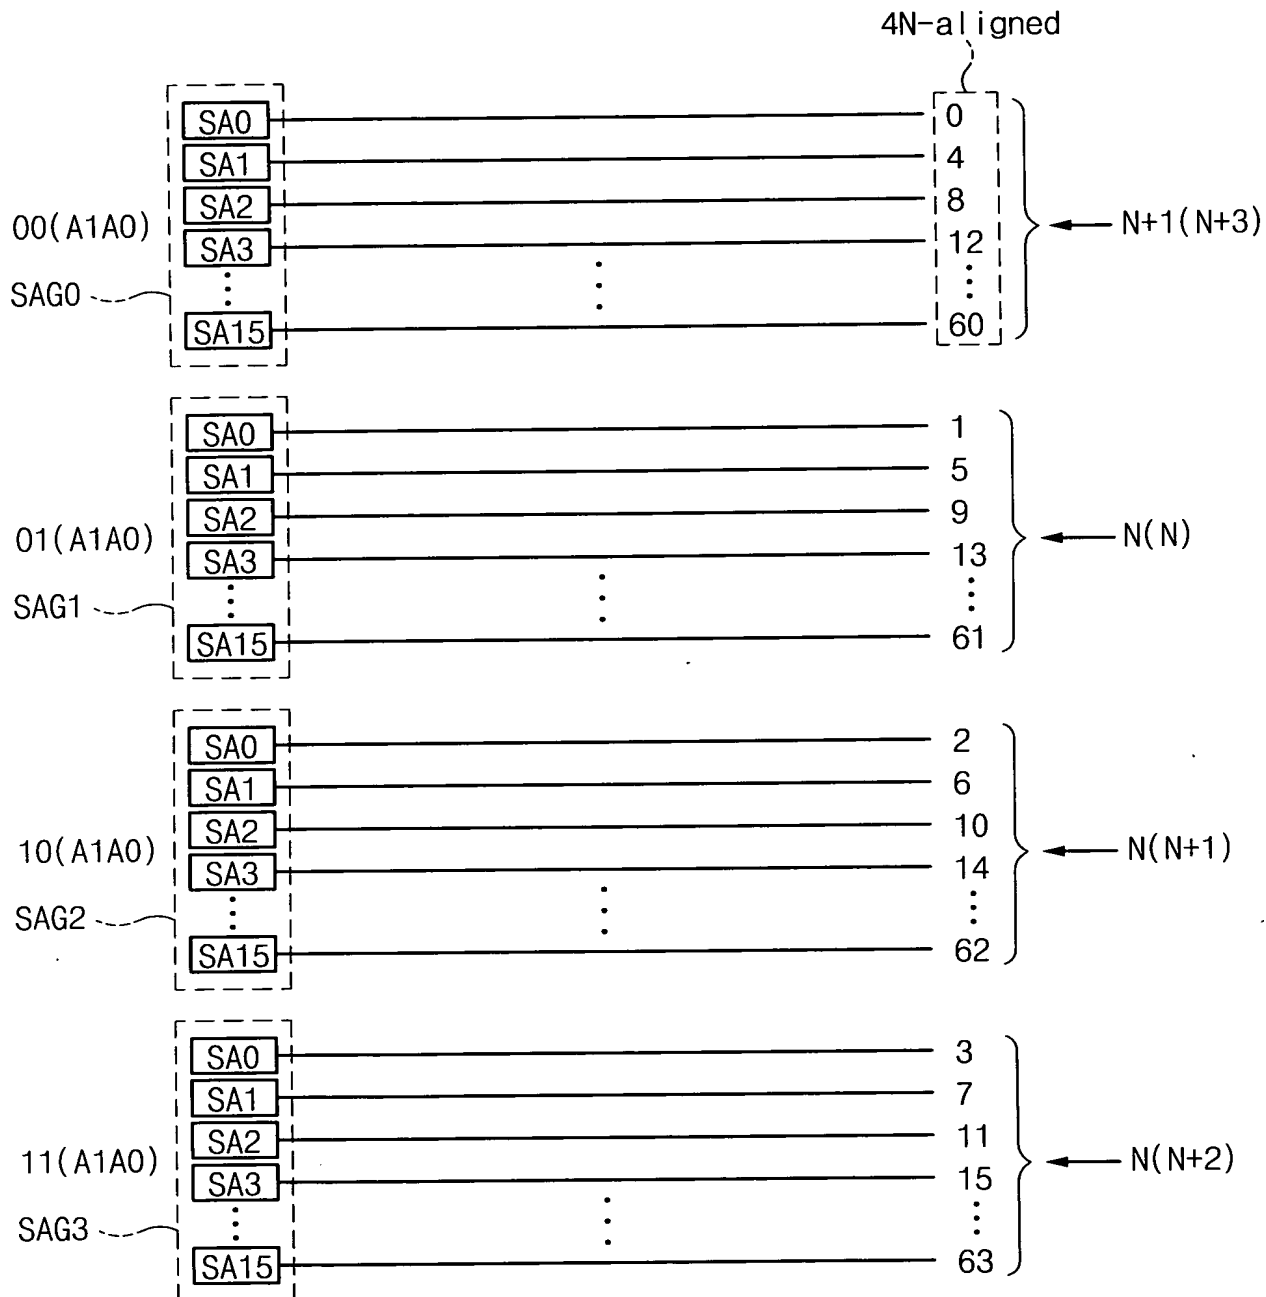 4N-aligned
SA0 0
SA1 4
SA2 8
00(A1A0) N+1(N+3)
SA3 12
SAG0
SA15 60
SA0 1
SA1 5
SA2 9
01(A1A0) N(N)
SA3 13
SAG1
SA15 61
SA0 2
SA1 6
SA2 10
10(A1A0) N(N+1)
SA3 14
SAG2
SA15 62
SA0 3
SA1 7
SA2 11
11(A1A0) N(N+2)
SA3 15
SAG3
SA15 63